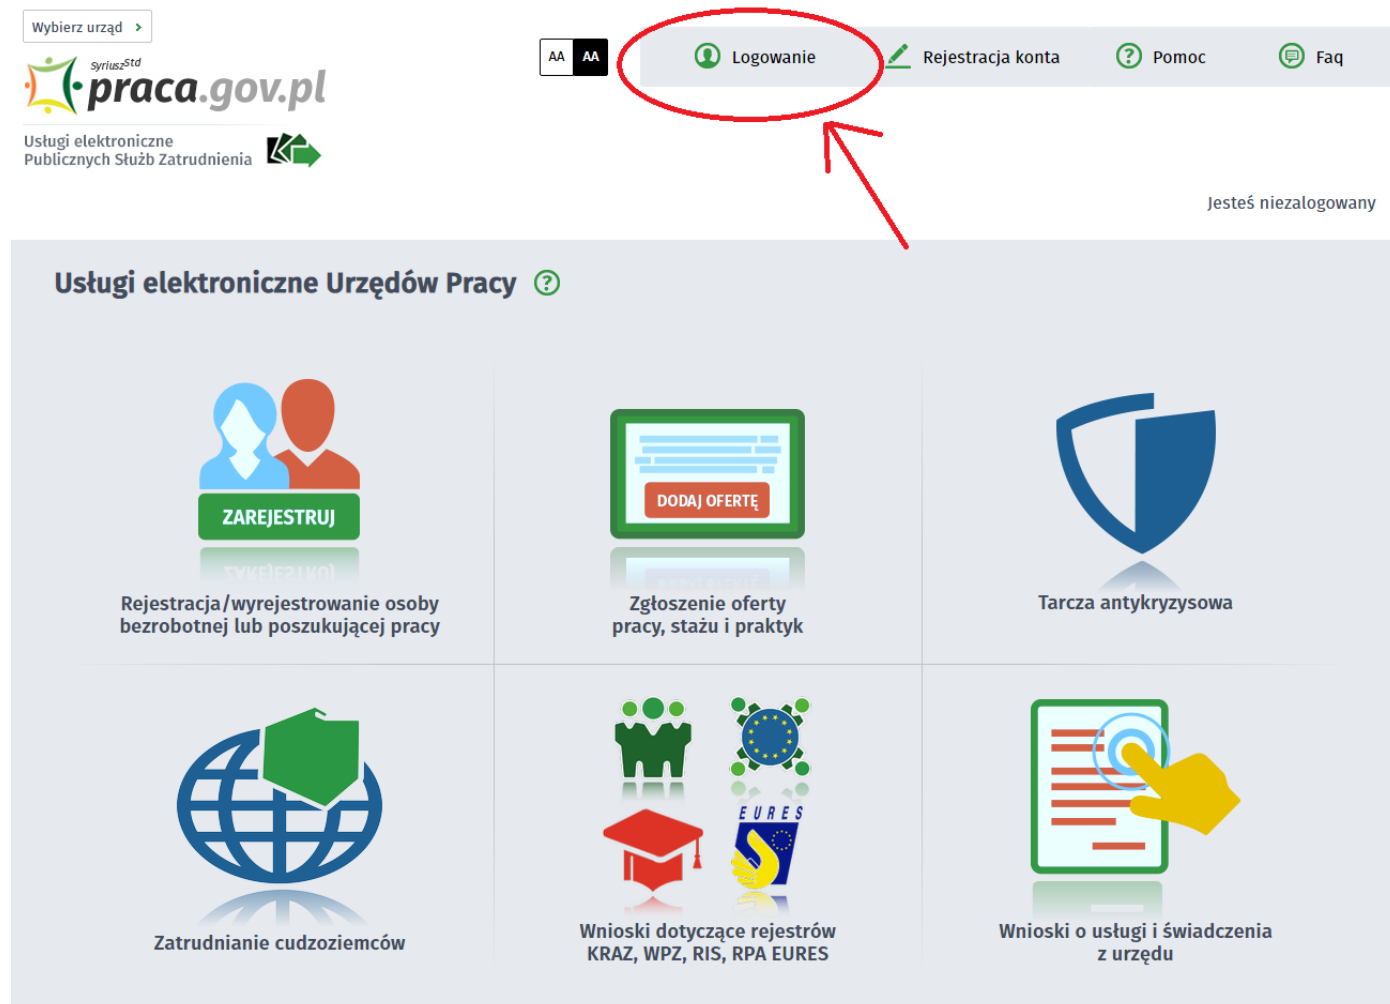 Wybierz urząd
AA AA
Logowanie
Rejestracja konta
Pomoc
Faq
SyriuszStd
praca.gov.pl
Usługi elektroniczne
Publicznych Służb Zatrudnienia
Jesteś niezalogowany
Usługi elektroniczne Urzędów Pracy
ZAREJESTRUJ
Rejestracja/wyrejestrowanie osoby
bezrobotnej lub poszukującej pracy
DODAJ OFERTĘ
Zgłoszenie oferty
pracy, stażu i praktyk
Tarcza antykryzysowa
Zatrudnianie cudzoziemców
EURES
Wnioski dotyczące rejestrów
KRAZ, WPZ, RIS, RPA EURES
Wnioski o usługi i świadczenia
z urzędu